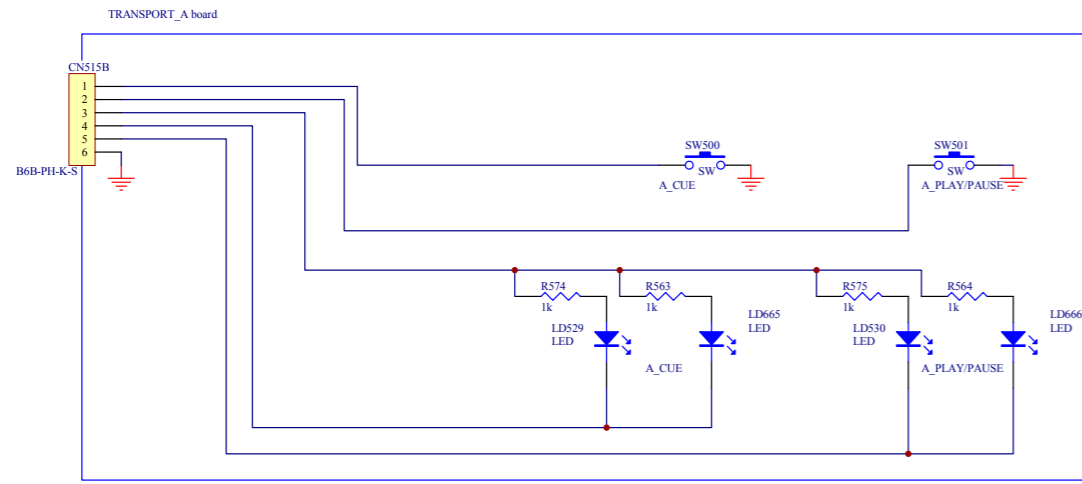 TRANSPORT_A board
CN515B
1
2
3
4
5
6
B6B-PH-K-S
SW500
SW
A_CUE
SW501
SW
A_PLAY/PAUSE
R574
1k
R563
1k
R575
1k
R564
1k
LD529
LED
LD665
LED
LD530
LED
LD666
LED
A_CUE
A_PLAY/PAUSE